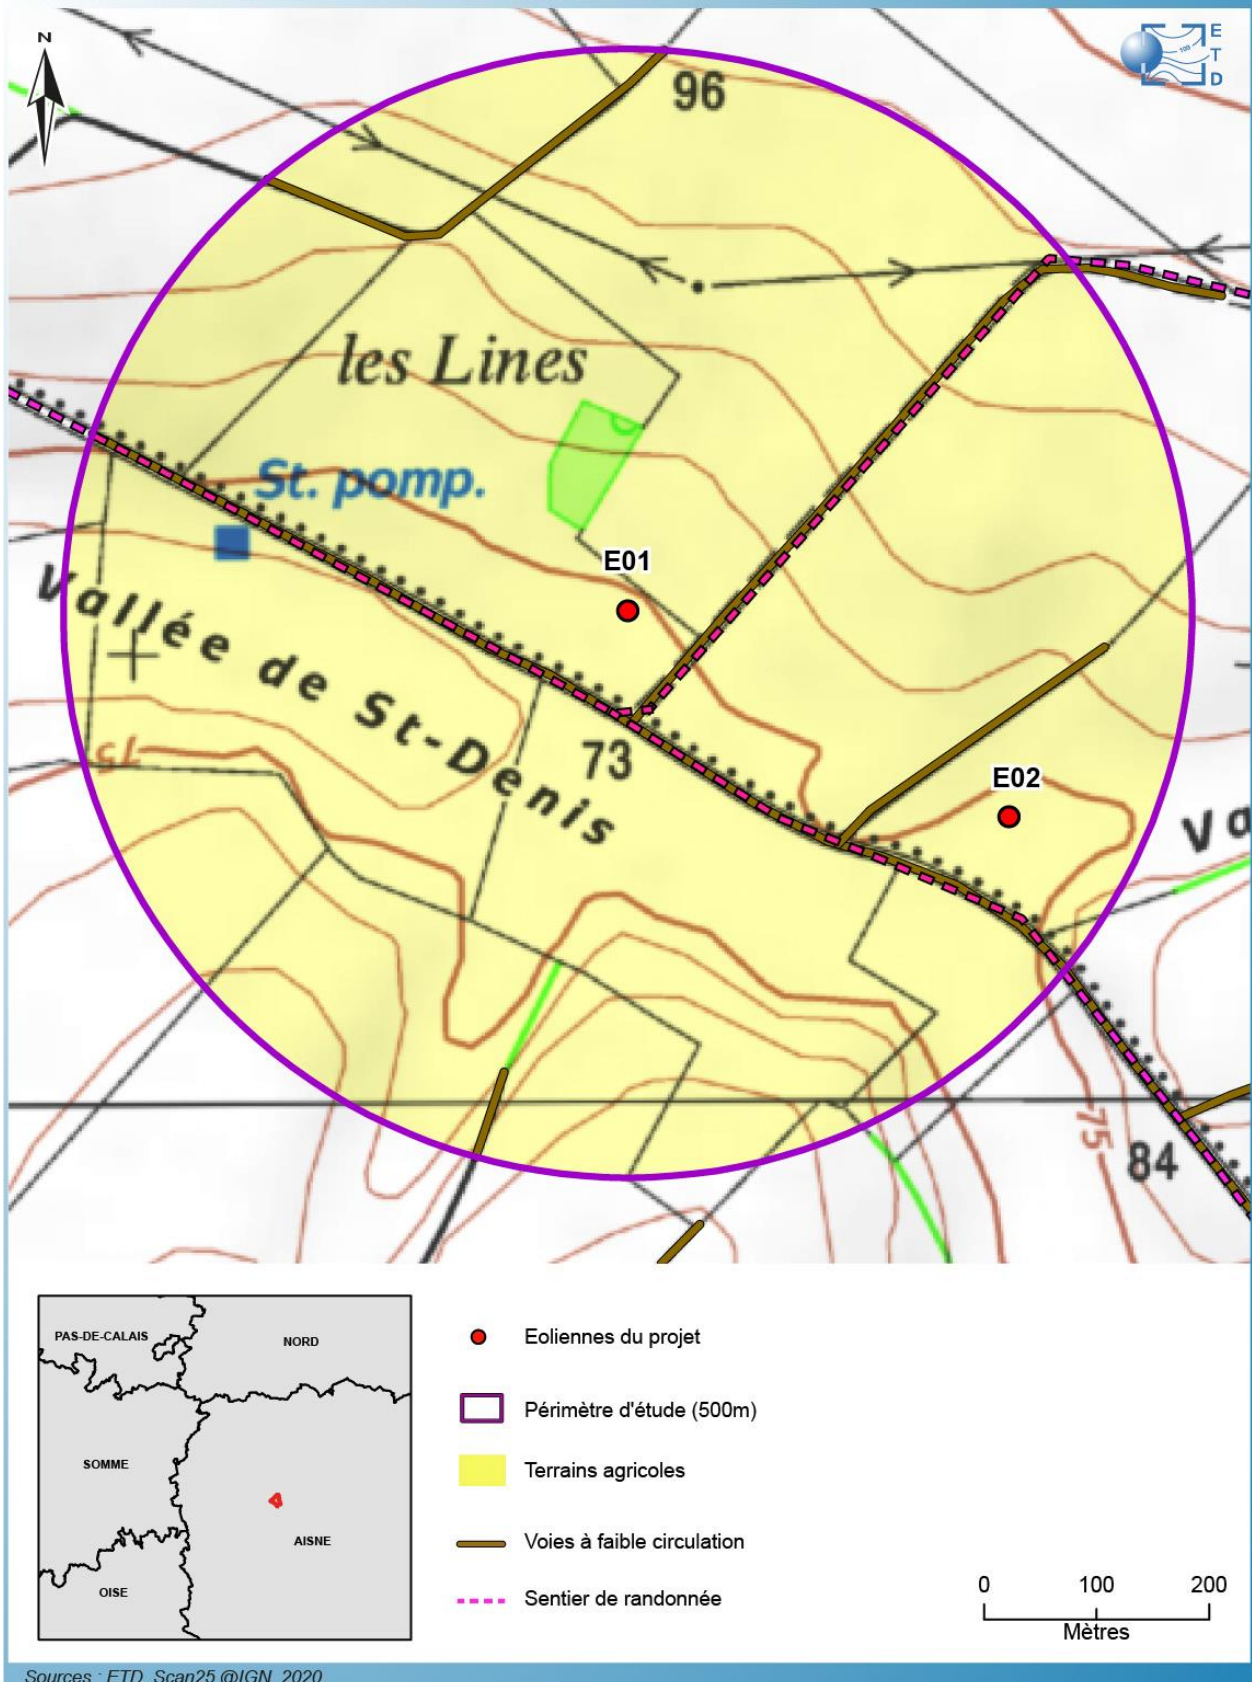 N
E
T
D
100
96
les Lines
St. pomp.
E01
Vallée de St-Denis
73
75
E02
Va
75
84
PAS-DE-CALAIS
NORD
SOMME
AISNE
OISE
Eoliennes du projet
Périmètre d'étude (500m)
Terrains agricoles
Voies à faible circulation
Sentier de randonnée
0 100 200
Mètres
Sources : ETD, Scan25 @IGN, 2020